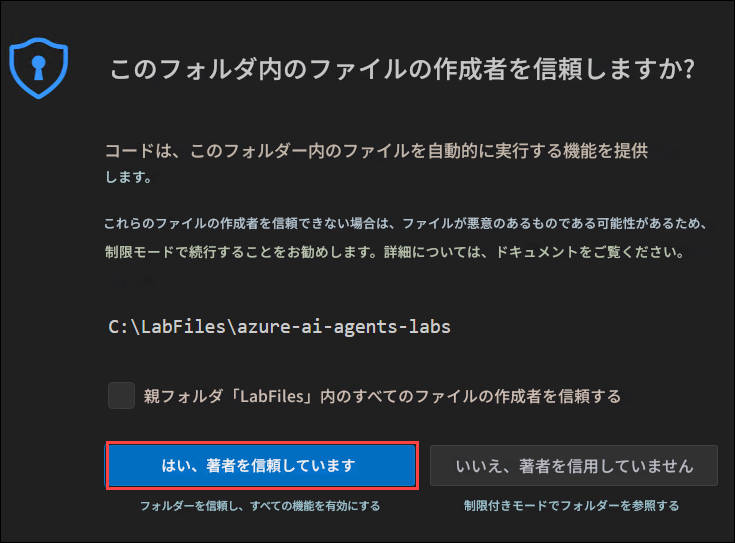 このフォルダ内のファイルの作成者を信頼しますか?
コードは、このフォルダー内のファイルを自動的に実行する機能を提供
します。
これらのファイルの作成者を信頼できない場合は、ファイルが悪意のあるものである可能性があるため、
制限モードで続行することをお勧めします。詳細については、ドキュメントをご覧ください。
C:\LabFiles\azure-ai-agents-labs
親フォルダ「LabFiles」内のすべてのファイルの作成者を信頼する
はい、著者を信頼しています
いいえ、著者を信用していません
フォルダーを信頼し、すべての機能を有効にする
制限付きモードでフォルダーを参照する